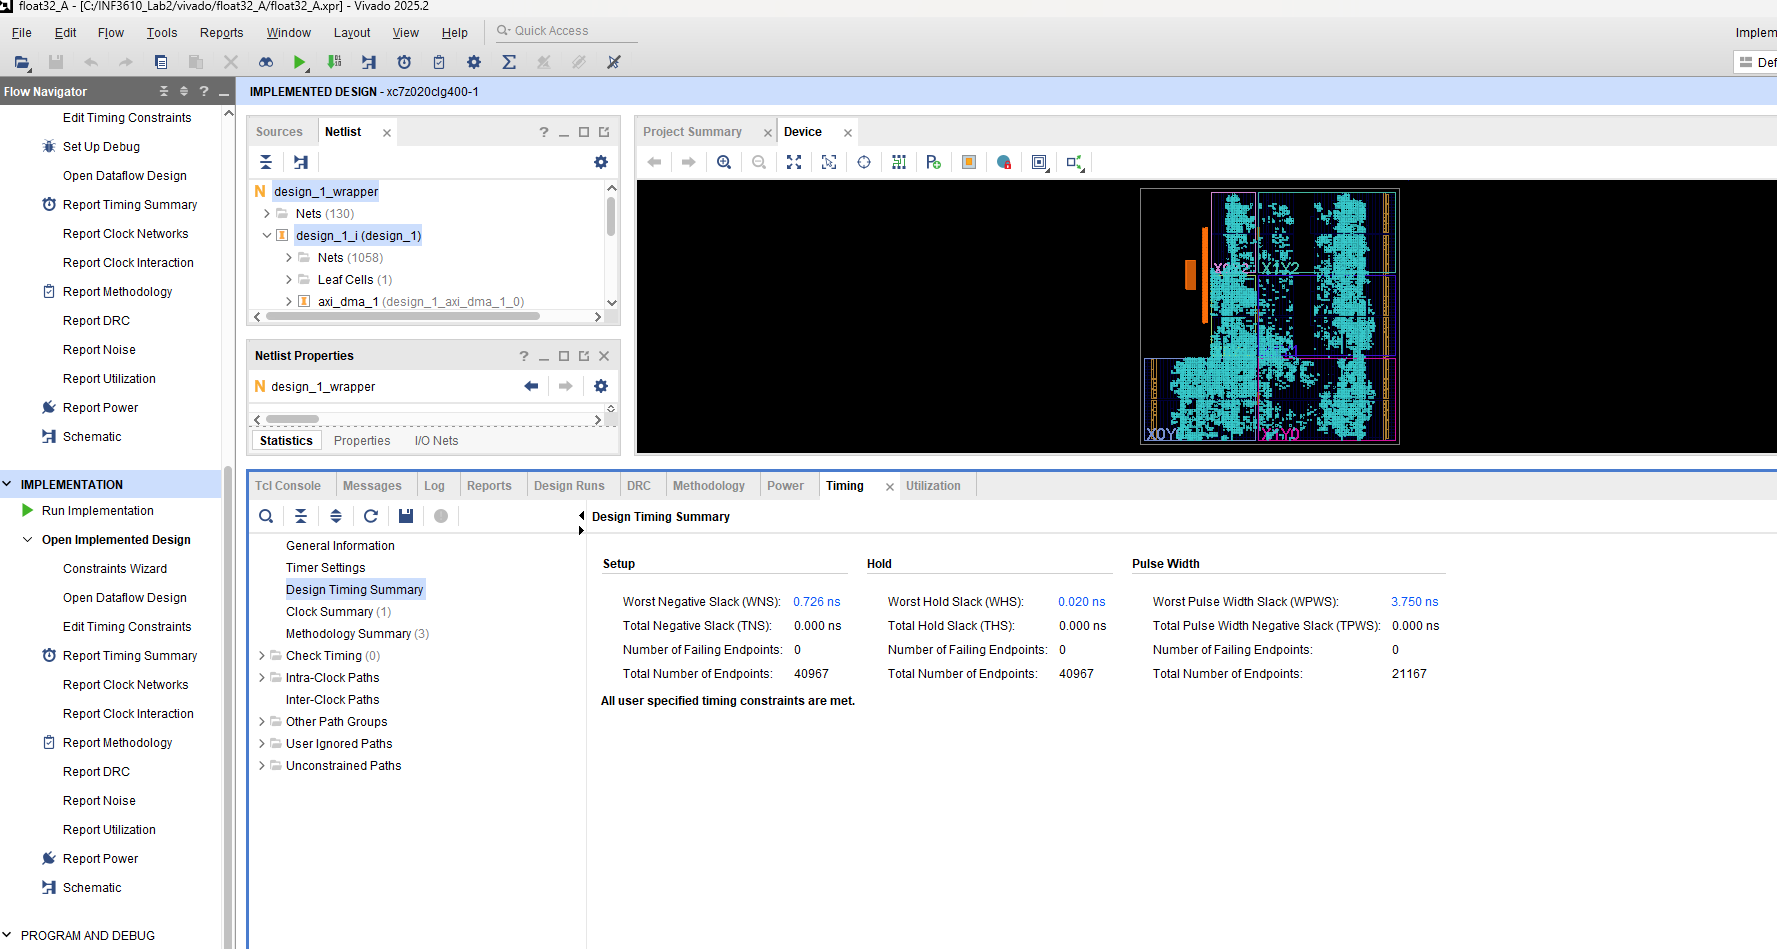 float32_A - [C:/INF3610_Lab2/vivado/float32_A/float32_A.xpr] - Vivado 2025.2
File Edit Flow Tools Reports Window Layout View Help Quick Access
Implem
Def
Flow Navigator
IMPLEMENTED DESIGN - xc7z020clg400-1
Edit Timing Constraints
Set Up Debug
Open Dataflow Design
Report Timing Summary
Report Clock Networks
Report Clock Interaction
Report Methodology
Report DRC
Report Noise
Report Utilization
Report Power
Schematic
IMPLEMENTATION
Run Implementation
Open Implemented Design
Constraints Wizard
Open Dataflow Design
Edit Timing Constraints
Report Timing Summary
Report Clock Networks
Report Clock Interaction
Report Methodology
Report DRC
Report Noise
Report Utilization
Report Power
Schematic
PROGRAM AND DEBUG
Sources Netlist
design_1_wrapper
Nets (130)
design_1_i (design_1)
Nets (1058)
Leaf Cells (1)
axi_dma_1 (design_1_axi_dma_1_0)
Netlist Properties
design_1_wrapper
Statistics Properties I/O Nets
Project Summary Device
X1Y2
X1Y0
Tcl Console Messages Log Reports Design Runs DRC Methodology Power Timing Utilization
General Information
Timer Settings
Design Timing Summary
Clock Summary (1)
Methodology Summary (3)
Check Timing (0)
Intra-Clock Paths
Inter-Clock Paths
Other Path Groups
User Ignored Paths
Unconstrained Paths
Design Timing Summary
Setup Hold Pulse Width
Worst Negative Slack (WNS): 0.726 ns Worst Hold Slack (WHS): 0.020 ns Worst Pulse Width Slack (WPWS): 3.750 ns
Total Negative Slack (TNS): 0.000 ns Total Hold Slack (THS): 0.000 ns Total Pulse Width Negative Slack (TPWS): 0.000 ns
Number of Failing Endpoints: 0 Number of Failing Endpoints: 0 Number of Failing Endpoints: 0
Total Number of Endpoints: 40967 Total Number of Endpoints: 40967 Total Number of Endpoints: 21167
All user specified timing constraints are met.